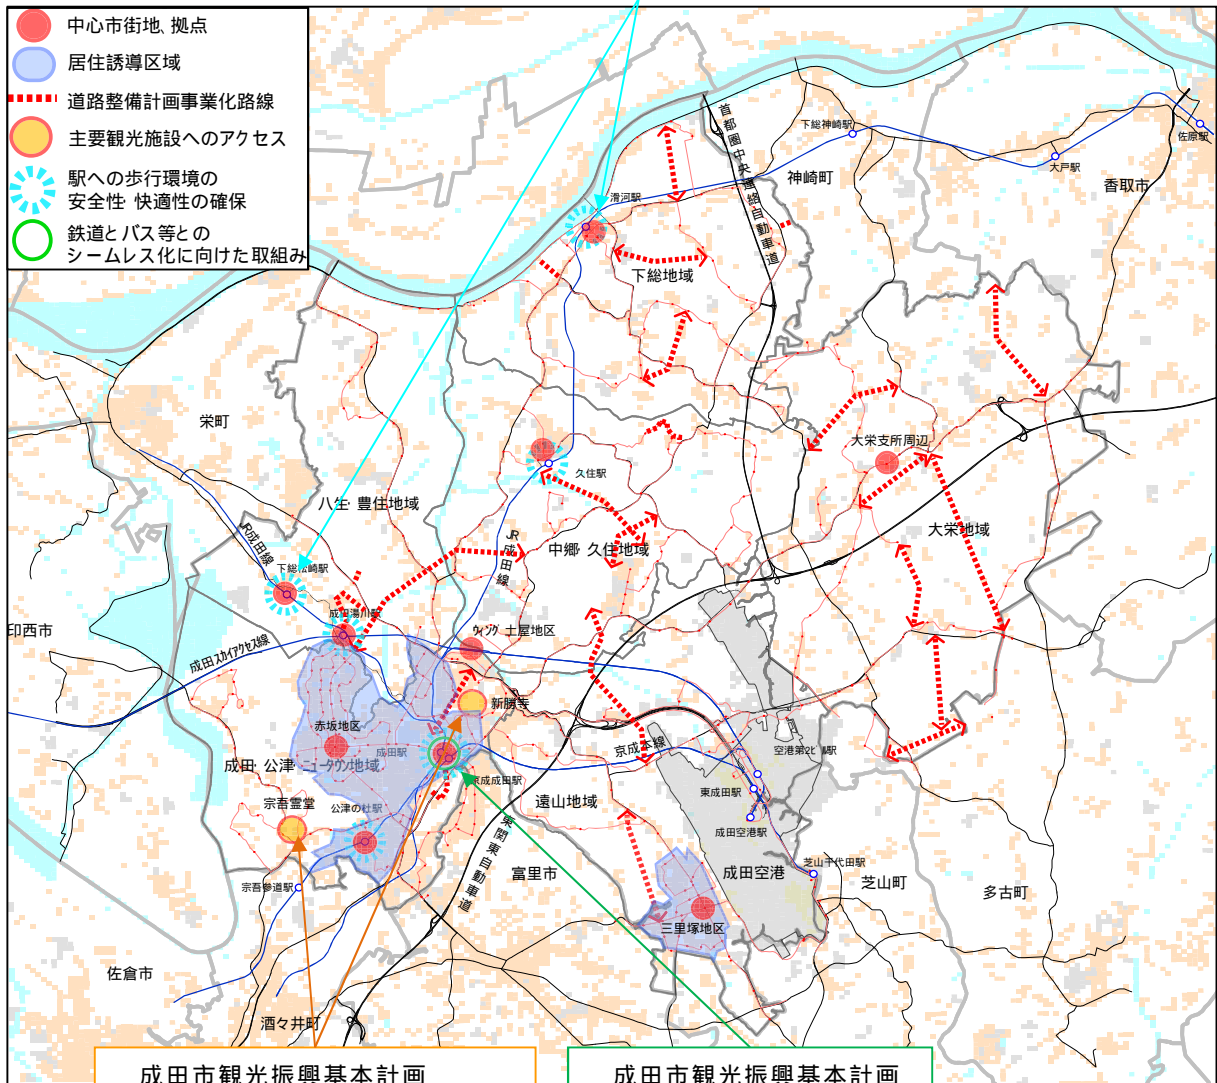 中心市街地、拠点
居住誘導区域
道路整備計画事業化路線
主要観光施設へのアクセス
駅への歩行環境の
安全性 快適性の確保
鉄道とバス等との
シームレス化に向けた取組み
首都圏中央連絡自動車道
下総神崎駅
佐原駅
大戸駅
神崎町
香取市
滑河駅
下総地域
栄町
大栄支所周辺
久住駅
八生 豊住地域
JR成田線
JR成田線
中郷 久住地域
大栄地域
下総松崎駅
成田湯川駅
印西市
ウィング 土屋地区
成田スカイアクセス線
新勝寺
赤坂地区
成田駅
京成本線
空港第2ビル駅
成田 公津 ニュータウン地域
京成成田駅
東成田駅
遠山地域
宗吾霊堂
公津の杜駅
成田空港駅
東関東自動車道
富里市
成田空港
芝山千代田駅
芝山町
宗吾参道駅
多古町
三里塚地区
佐倉市
酒々井町
成田市観光振興基本計画
成田市観光振興基本計画